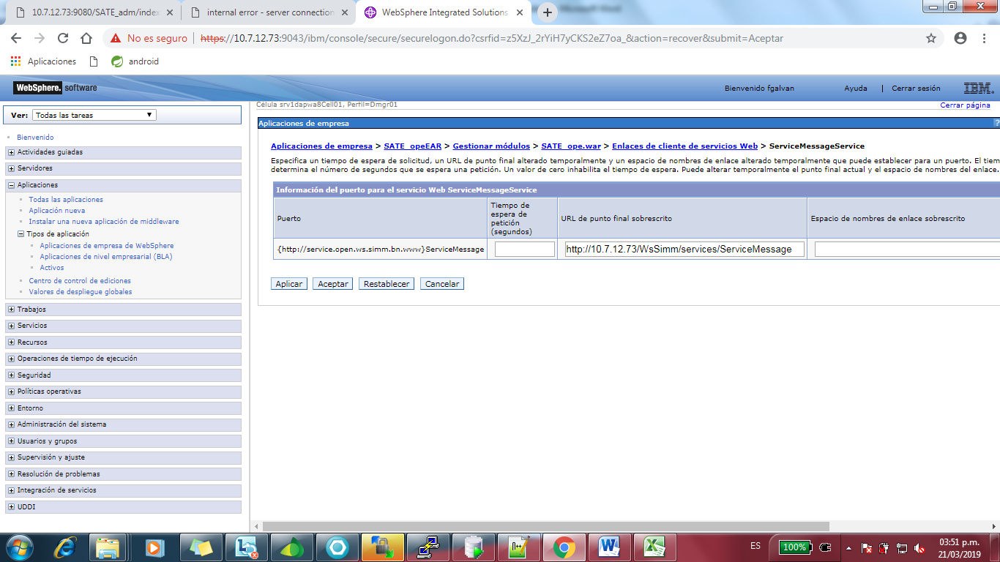 10.7.12.73:9080/SATE_adm/index
internal error - server connection
WebSphere Integrated Solutions
No es seguro
https://10.7.12.73:9043/ibm/console/secure/securelogon.do?csrfid=z5XzJ_2rYiH7yCKS2eZ7oa_&action=recover&submit=Aceptar
Aplicaciones
android
WebSphere. software
Bienvenido fgalvan
Ayuda
Cerrar sesión
IBM.
Ver: Todas las tareas
Bienvenido
Actividades guiadas
Servidores
Aplicaciones
Todas las aplicaciones
Aplicación nueva
Instalar una nueva aplicación de middleware
Tipos de aplicación
Aplicaciones de empresa de WebSphere
Aplicaciones de nivel empresarial (BLA)
Activos
Centro de control de ediciones
Valores de despliegue globales
Trabajos
Servicios
Recursos
Operaciones de tiempo de ejecución
Seguridad
Políticas operativas
Entorno
Administración del sistema
Usuarios y grupos
Supervisión y ajuste
Resolución de problemas
Integración de servicios
UDDI
Célula srv1dapwa8Cell01, Perfil=Dmgr01
Cerrar página
Aplicaciones de empresa
?
Aplicaciones de empresa > SATE_opeEAR > Gestionar módulos > SATE_ope.war > Enlaces de cliente de servicios Web > ServiceMessageService
Especifica un tiempo de espera de solicitud, un URL de punto final alterado temporalmente y un espacio de nombres de enlace alterado temporalmente que puede establecer para un puerto. El tiem
determina el número de segundos que se espera una petición. Un valor de cero inhabilita el tiempo de espera. Puede alterar temporalmente el punto final actual y el espacio de nombres del enlace.
Información del puerto para el servicio Web ServiceMessageService
Puerto
Tiempo de
espera de
petición
(segundos)
URL de punto final sobrescrito
Espacio de nombres de enlace sobrescrito
{http://service.open.ws.simm.bn.www}ServiceMessage
http://10.7.12.73/WsSimm/services/ServiceMessage
Aplicar
Aceptar
Restablecer
Cancelar
ES
100%
03:51 p.m.
21/03/2019